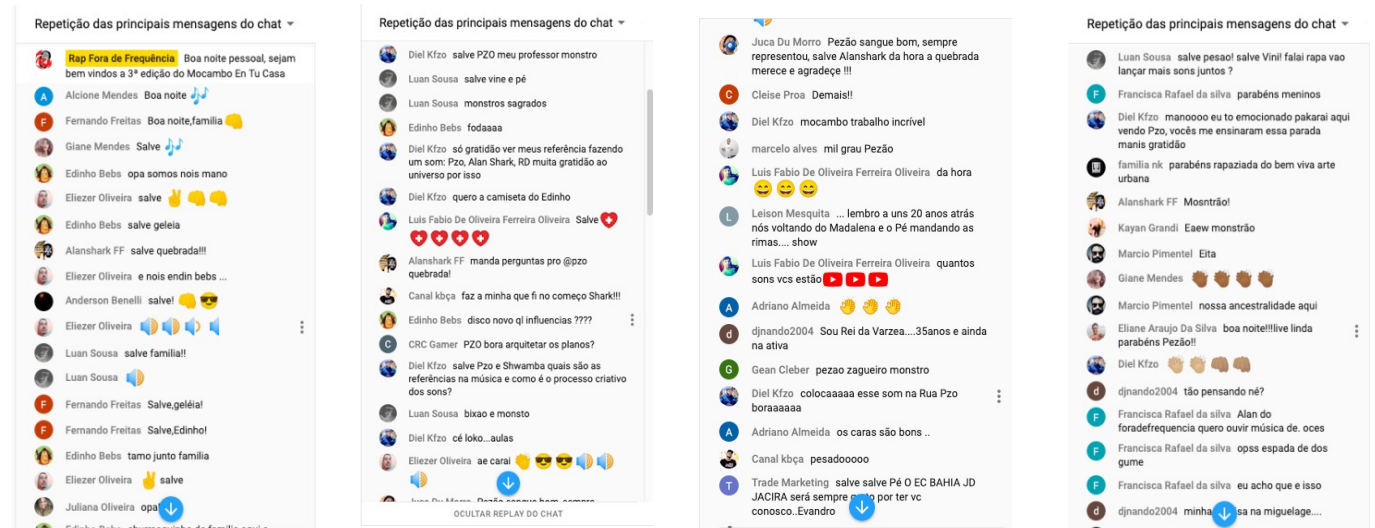 Repetição das principais mensagens do chat
Rap Fora de Frequência Boa noite pessoal, sejam
bem vindos a 3ª edição do Mocambo En Tu Casa
A Alcione Mendes Boa noite
F Fernando Freitas Boa noite,familia
Giane Mendes Salve
Edinho Bebs opa somos nois mano
Eliezer Oliveira salve
Edinho Bebs salve geleia
Alanshark FF salve quebrada!!!
Eliezer Oliveira e nois endin bebs ...
Anderson Benelli salve!
Eliezer Oliveira
Luan Sousa salve familia!!
Luan Sousa
F Fernando Freitas Salve,geléia!
F Fernando Freitas Salve,Edinho!
Edinho Bebs tamo junto familia
Eliezer Oliveira salve
Juliana Oliveira opa
Repetição das principais mensagens do chat
Diel Kfzo salve PZO meu professor monstro
Luan Sousa salve vine e pé
Luan Sousa monstros sagrados
Edinho Bebs fodaaaa
Diel Kfzo só gratidão ver meus referência fazendo
um som: Pzo, Alan Shark, RD muita gratidão ao
universo por isso
Diel Kfzo quero a camiseta do Edinho
Luis Fabio De Oliveira Ferreira Oliveira Salve
Alanshark FF manda perguntas pro @pzo
quebrada!
Canal kbça faz a minha que fi no começo Shark!!!
Edinho Bebs disco novo ql influencias ????
C CRC Gamer PZO bora arquitetar os planos?
Diel Kfzo salve Pzo e Shwamba quais são as
referências na música e como é o processo criativo
dos sons?
Luan Sousa bixao e monsto
Diel Kfzo cé loko...aulas
Eliezer Oliveira ae carai
Juca Du Morro Pezão sangue bom, sempre
OCULTAR REPLAY DO CHAT
Juca Du Morro Pezão sangue bom, sempre
representou, salve Alanshark da hora a quebrada
merece e agradeçe !!!
C Cleise Proa Demais!!
Diel Kfzo mocambo trabalho incrível
marcelo alves mil grau Pezão
Luis Fabio De Oliveira Ferreira Oliveira da hora
L Leison Mesquita ... lembro a uns 20 anos atrás
nós voltando do Madalena e o Pé mandando as
rimas.... show
Luis Fabio De Oliveira Ferreira Oliveira quantos
sons vcs estão
A Adriano Almeida
d djnando2004 Sou Rei da Varzea....35anos e ainda
na ativa
G Gean Cleber pezao zagueiro monstro
Diel Kfzo colocaaaaa esse som na Rua Pzo
boraaaaaa
A Adriano Almeida os caras são bons ..
Canal kbça pesadooooo
T Trade Marketing salve salve Pé O EC BAHIA JD
JACIRA será sempre por ter vc
conosco..Evandro
Repetição das principais mensagens do chat
Luan Sousa salve pesao! salve Vini! falai rapa vao
lançar mais sons juntos ?
F Francisca Rafael da silva parabéns meninos
Diel Kfzo manoooo eu to emocionado pakarai aqui
vendo Pzo, vocês me ensinaram essa parada
manis gratidão
familia nk parabéns rapaziada do bem viva arte
urbana
Alanshark FF Mosntrão!
Kayan Grandi Eaew monstrão
Marcio Pimentel Eita
Giane Mendes
Marcio Pimentel nossa ancestralidade aqui
Eliane Araujo Da Silva boa noite!!!live linda
parabéns Pezão!!
Diel Kfzo
d djnando2004 tão pensando né?
F Francisca Rafael da silva Alan do
foradefrequencia quero ouvir música de. oces
F Francisca Rafael da silva opss espada de dos
gume
F Francisca Rafael da silva eu acho que e isso
d djnando2004 minha sa na miguelage....